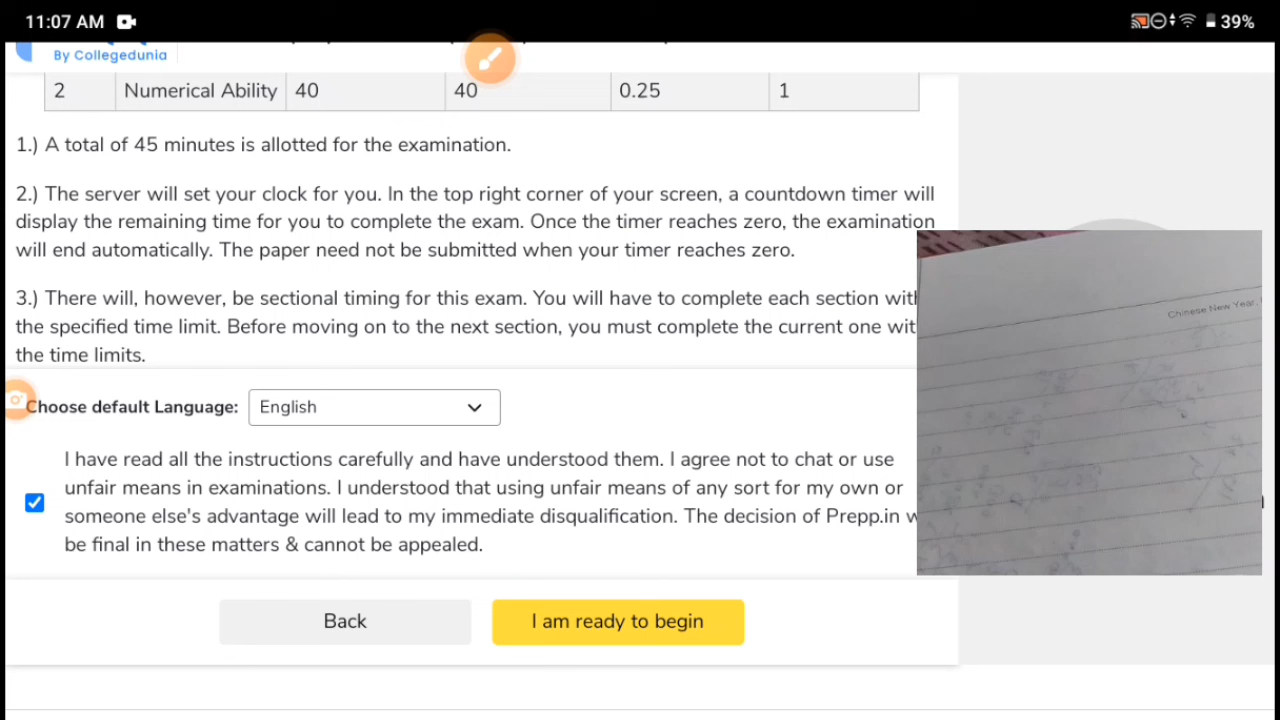 11:07 AM
39%
By Collegedunia
2 Numerical Ability 40 40 0.25 1
1.) A total of 45 minutes is allotted for the examination.
2.) The server will set your clock for you. In the top right corner of your screen, a countdown timer will
display the remaining time for you to complete the exam. Once the timer reaches zero, the examination
will end automatically. The paper need not be submitted when your timer reaches zero.
3.) There will, however, be sectional timing for this exam. You will have to complete each section with
the specified time limit. Before moving on to the next section, you must complete the current one wit
the time limits.
Chinese New Year,
Choose default Language: English
I have read all the instructions carefully and have understood them. I agree not to chat or use
unfair means in examinations. I understood that using unfair means of any sort for my own or
someone else's advantage will lead to my immediate disqualification. The decision of Prepp.in w
be final in these matters & cannot be appealed.
Back I am ready to begin